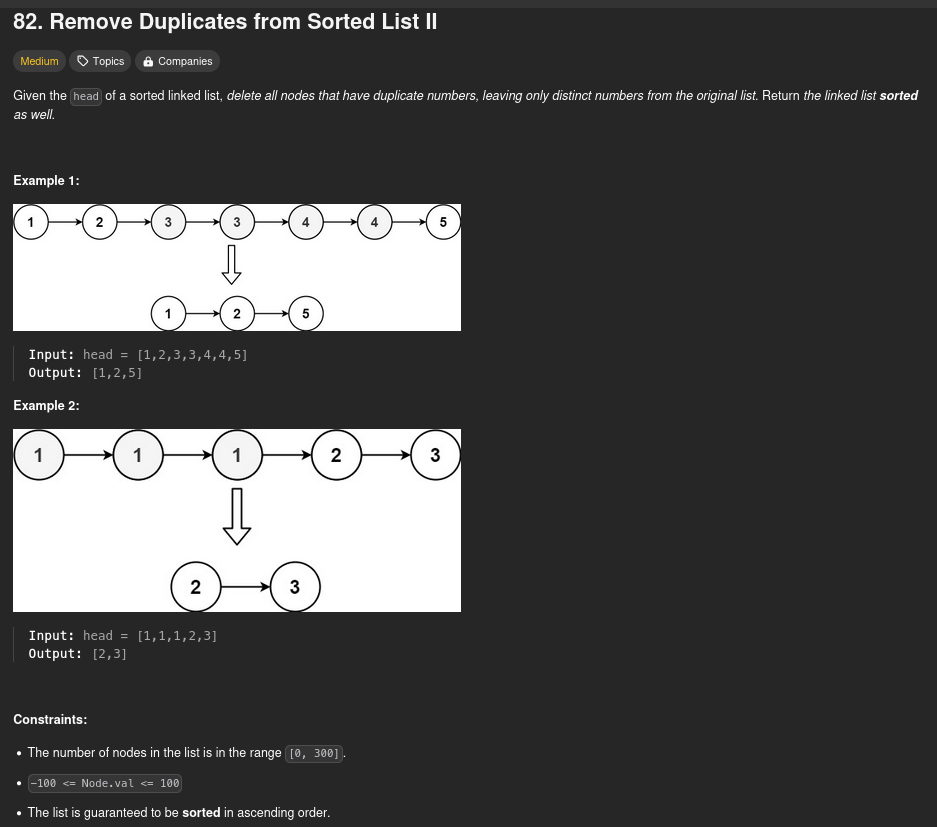 82. Remove Duplicates from Sorted List II
Medium Topics Companies
Given the head of a sorted linked list, delete all nodes that have duplicate numbers, leaving only distinct numbers from the original list. Return the linked list sorted
as well.
Example 1:
1 2 3 3 4 4 5
1 2 5
Input: head = [1,2,3,3,4,4,5]
Output: [1,2,5]
Example 2:
1 1 1 2 3
2 3
Input: head = [1,1,1,2,3]
Output: [2,3]
Constraints:
• The number of nodes in the list is in the range [0, 300].
• -100 <= Node.val <= 100
• The list is guaranteed to be sorted in ascending order.